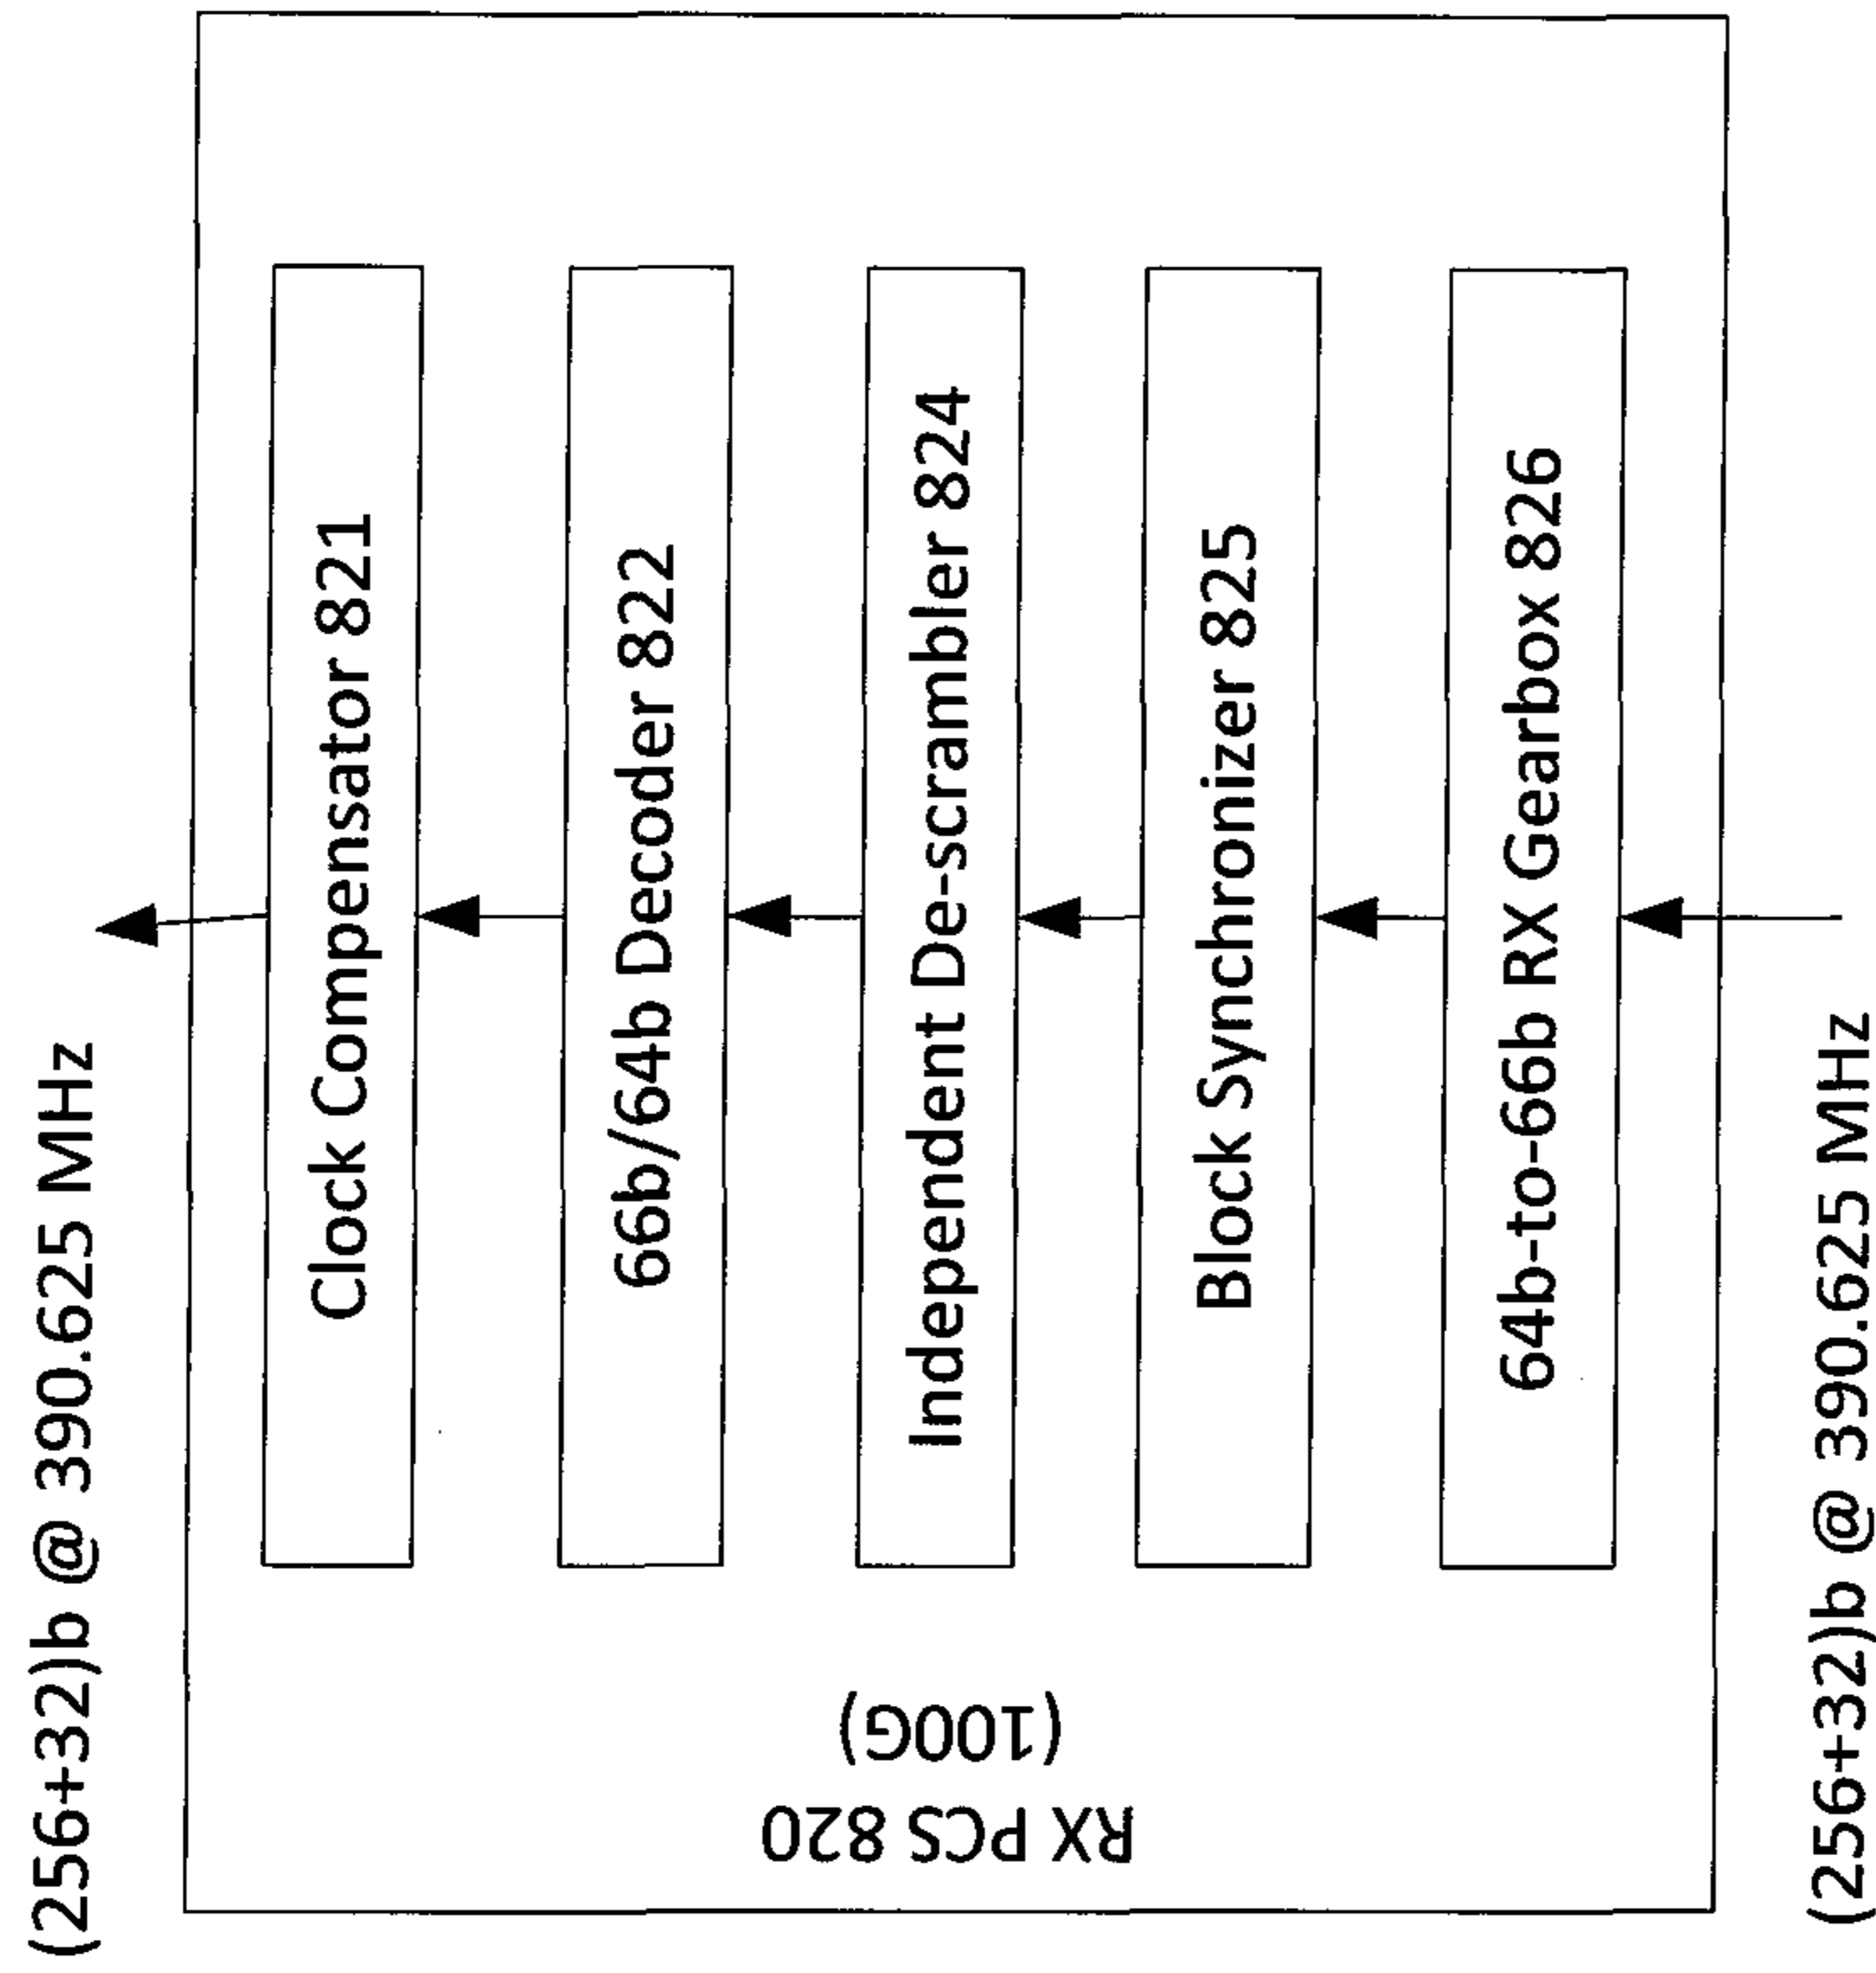 (256+32)b @ 390.625 MHz
Clock Compensator 821
66b/64b Decoder 822
Independent De-scrambler 824
Block Synchronizer 825
64b-to-66b RX Gearbox 826
(256+32)b @ 390.625 MHz
RX PCS 820
(100G)